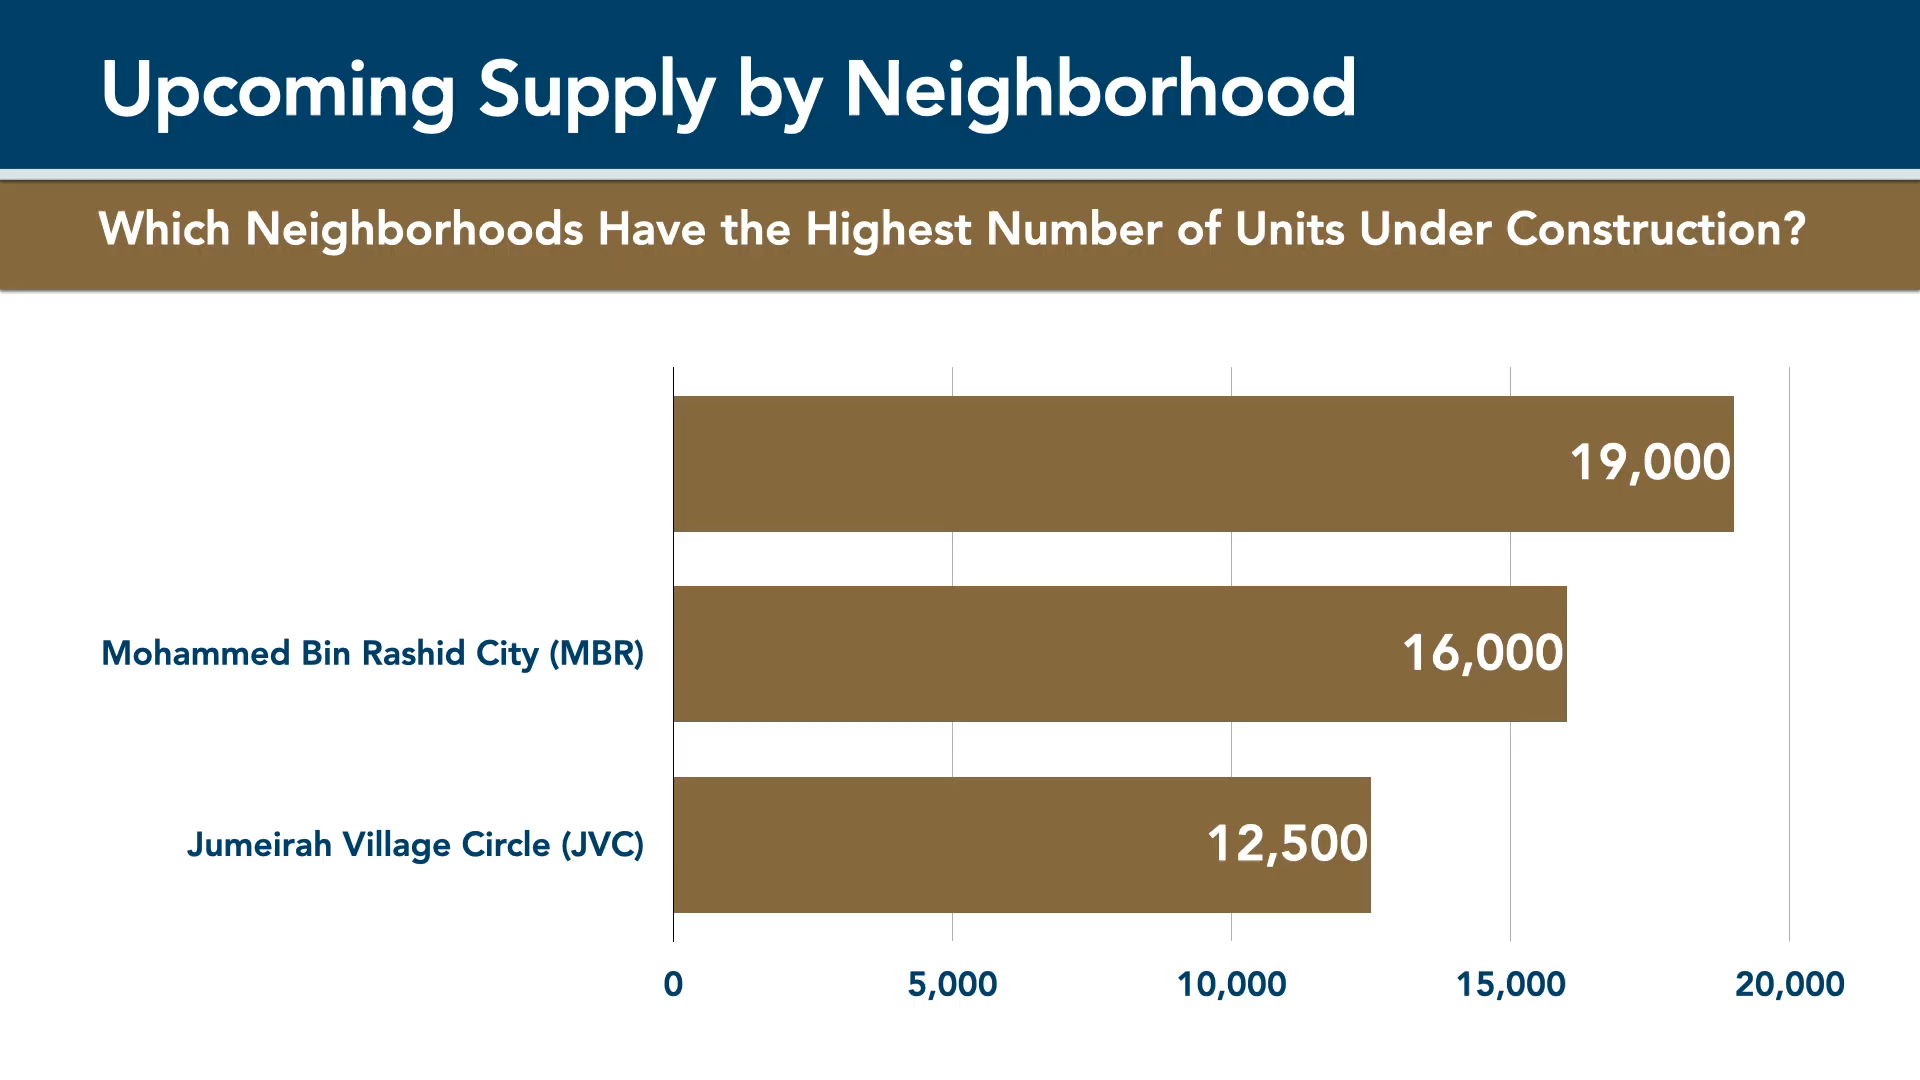 Upcoming Supply by Neighborhood
Which Neighborhoods Have the Highest Number of Units Under Construction?
19,000
Mohammed Bin Rashid City (MBR)
16,000
Jumeirah Village Circle (JVC)
12,500
0
5,000
10,000
15,000
20,000